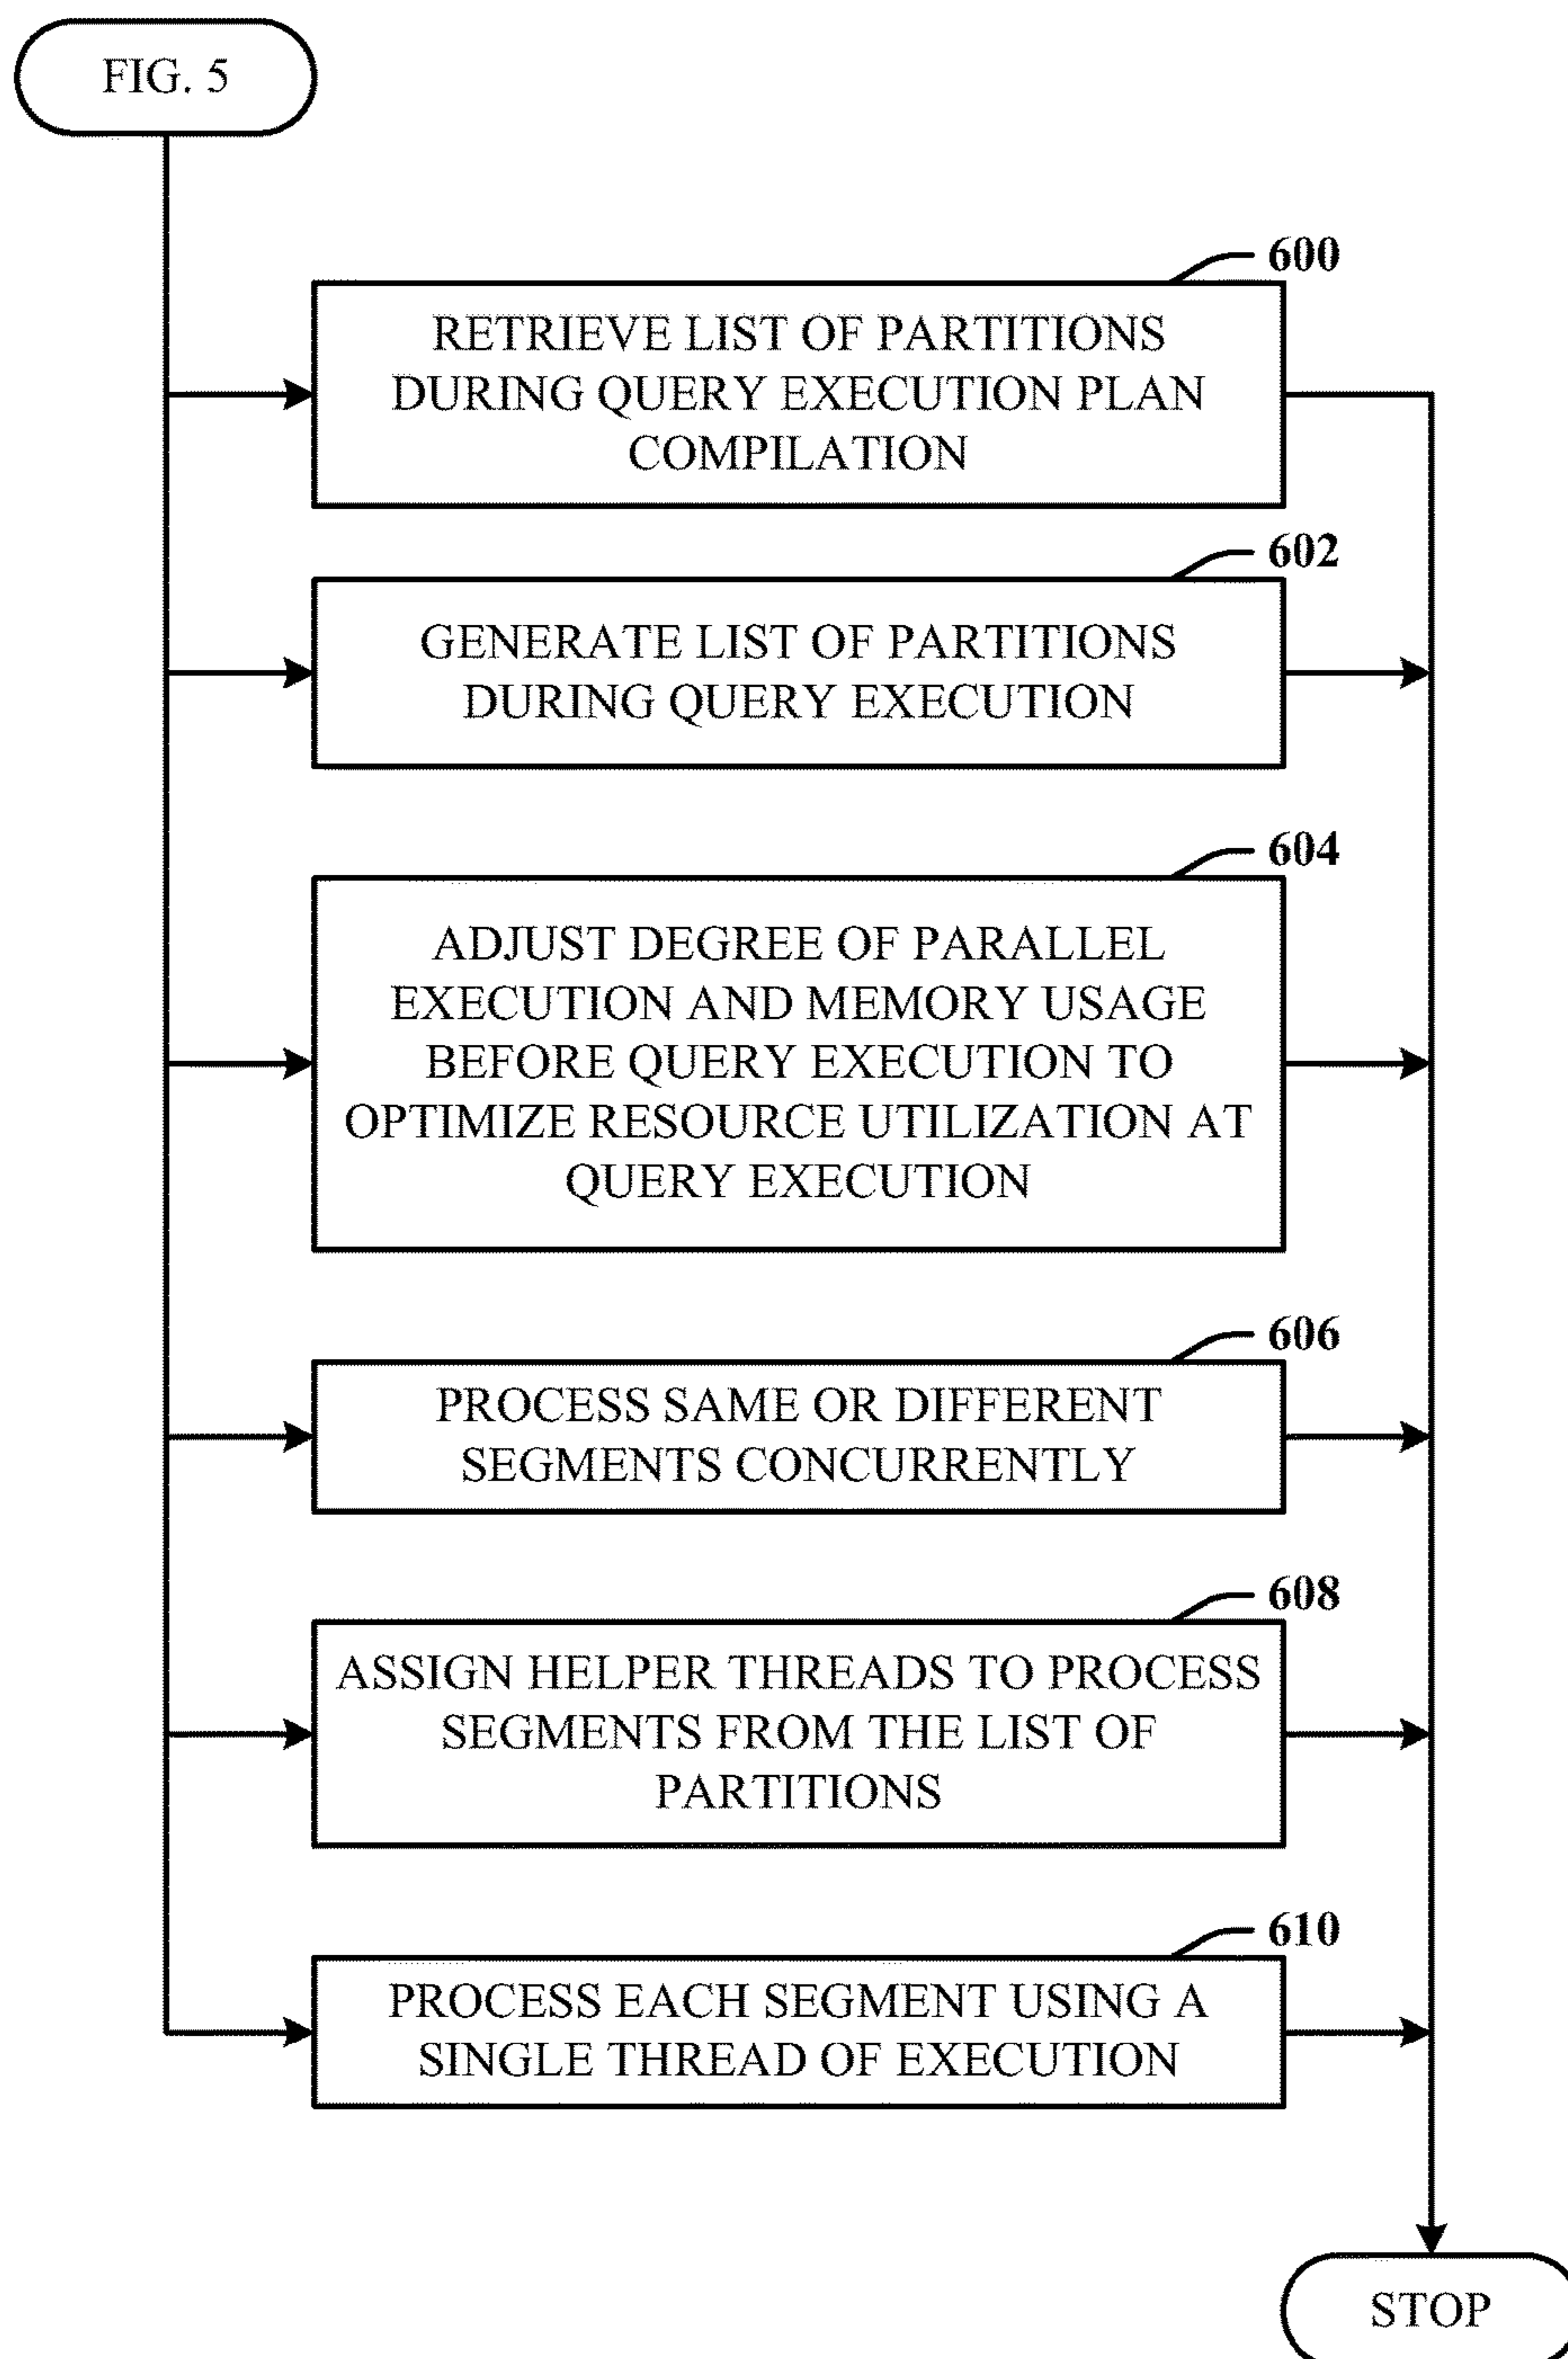 FIG. 5
600
RETRIEVE LIST OF PARTITIONS
DURING QUERY EXECUTION PLAN
COMPILATION
602
GENERATE LIST OF PARTITIONS
DURING QUERY EXECUTION
604
ADJUST DEGREE OF PARALLEL
EXECUTION AND MEMORY USAGE
BEFORE QUERY EXECUTION TO
OPTIMIZE RESOURCE UTILIZATION AT
QUERY EXECUTION
606
PROCESS SAME OR DIFFERENT
SEGMENTS CONCURRENTLY
608
ASSIGN HELPER THREADS TO PROCESS
SEGMENTS FROM THE LIST OF
PARTITIONS
610
PROCESS EACH SEGMENT USING A
SINGLE THREAD OF EXECUTION
STOP